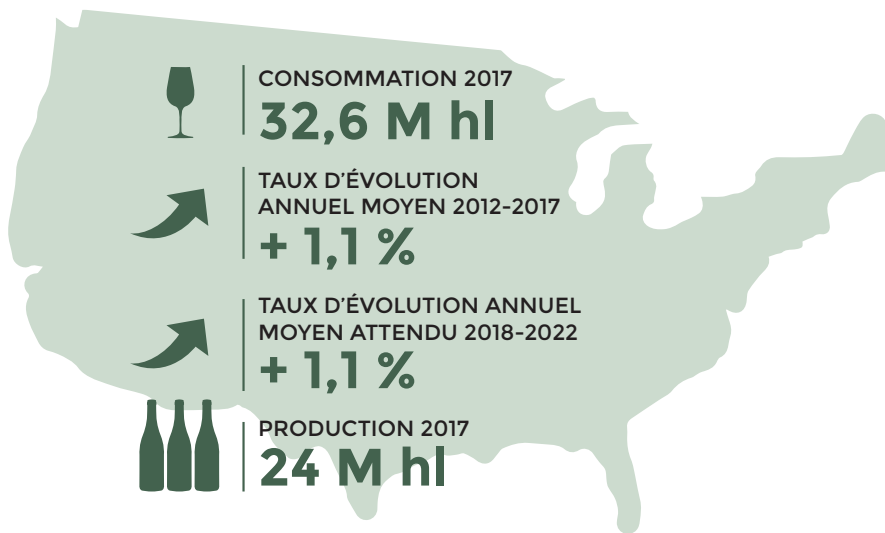 CONSOMMATION 2017
32,6 M hl
TAUX D'ÉVOLUTION
ANNUEL MOYEN 2012-2017
+ 1,1 %
TAUX D'ÉVOLUTION ANNUEL
MOYEN ATTENDU 2018-2022
+ 1,1 %
PRODUCTION 2017
24 M hl